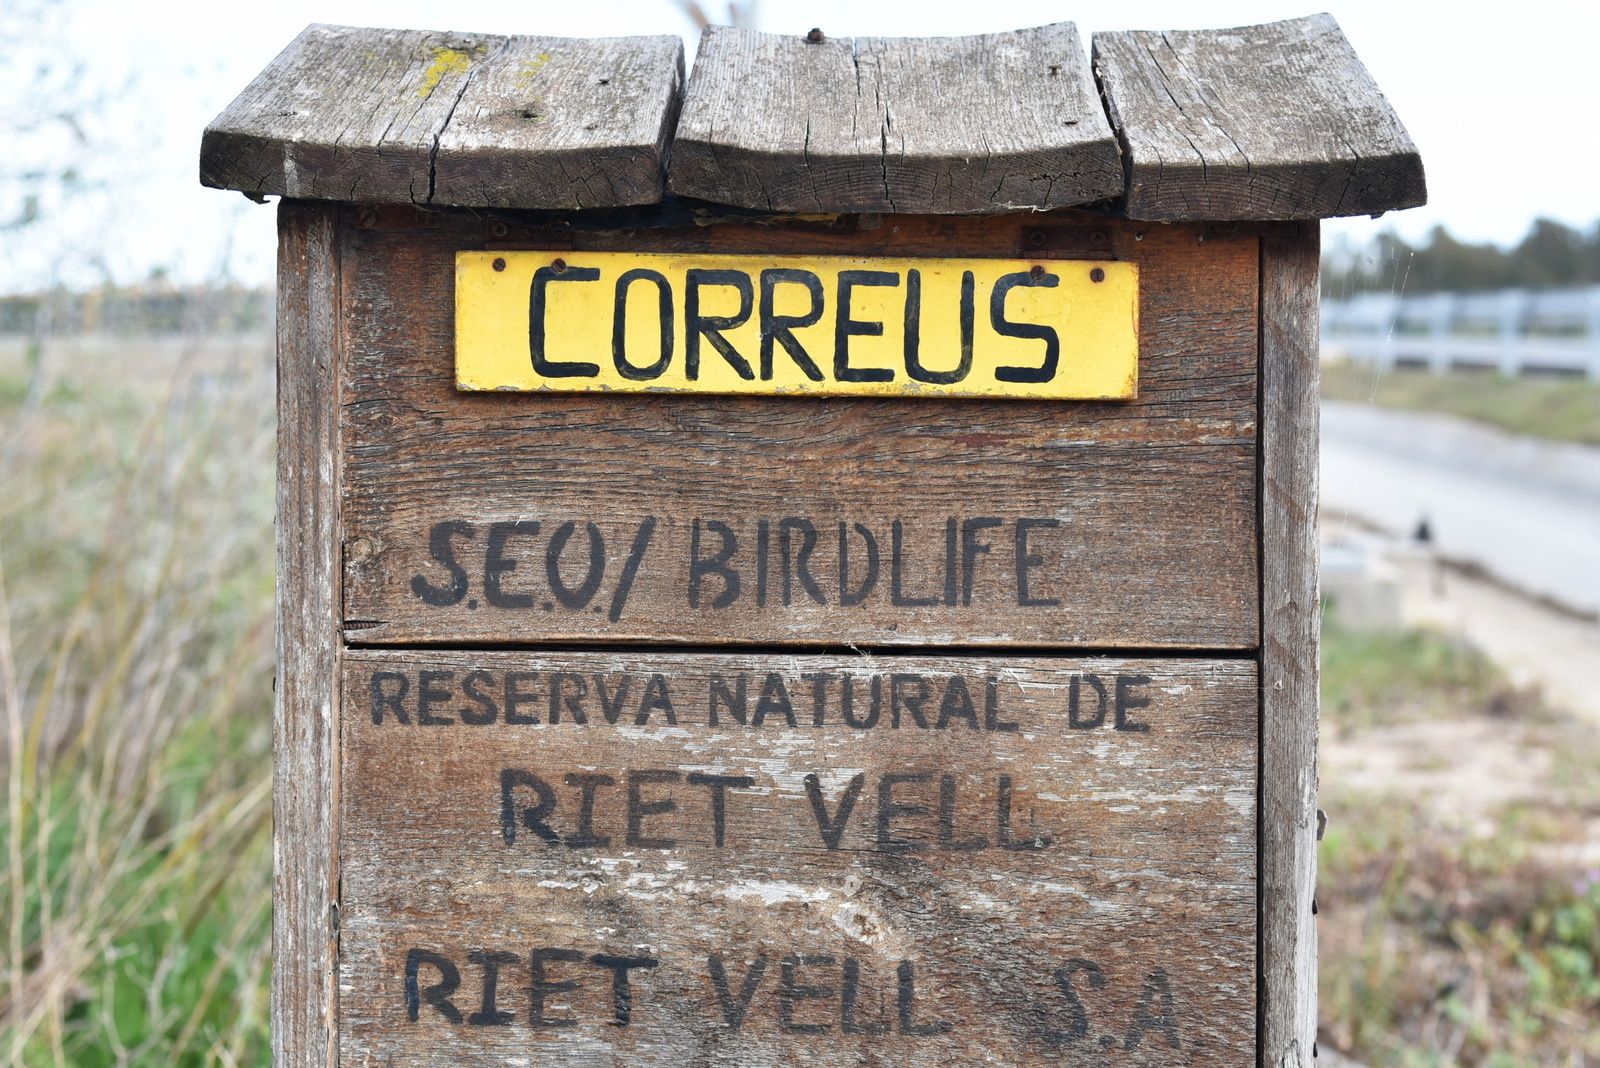 CORREUS
S.E.O./ BIRDLIFE
RESERVA NATURAL DE
RIET VELL
RIET VELL S.A.